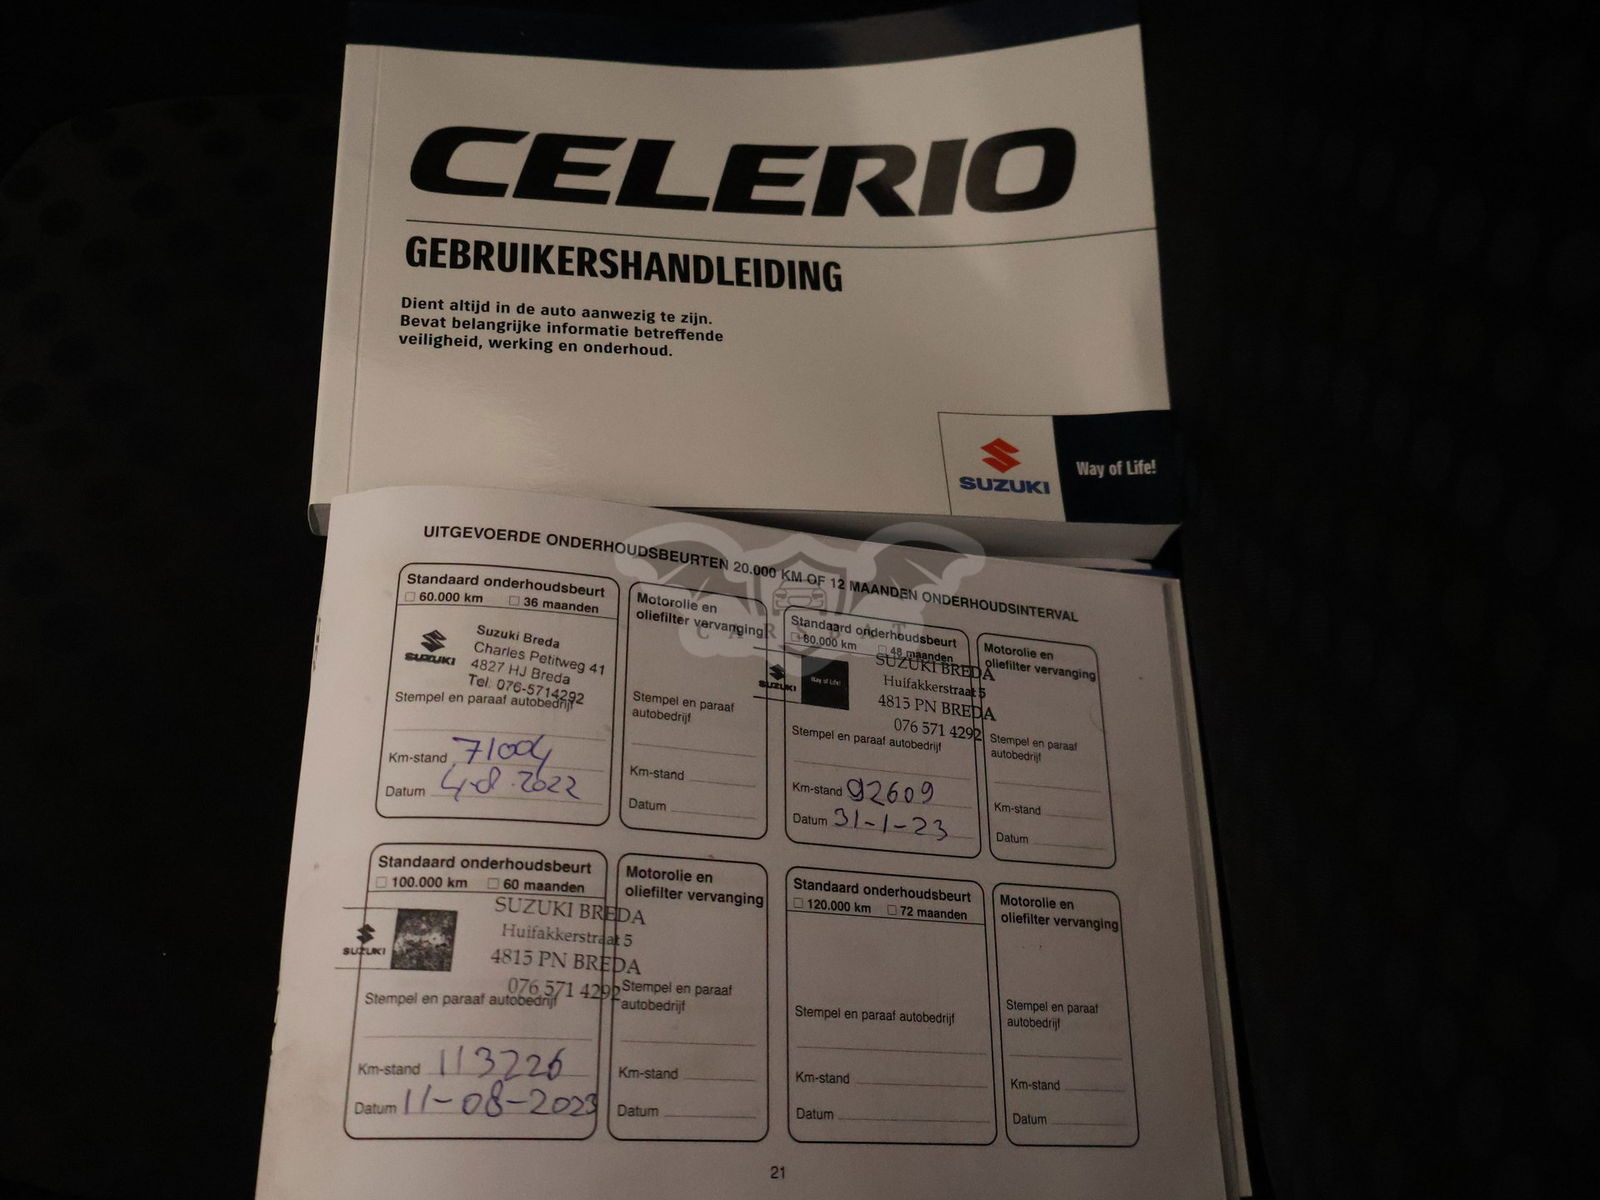 CELERIO
GEBRUIKERSHANDLEIDING
Dient altijd in de auto aanwezig te zijn.
Bevat belangrijke informatie betreffende
veiligheid, werking en onderhoud.
SUZUKI
Way of Life!
UITGEVOERDE ONDERHOUDSBEURTEN 20.000 KM OF 12 MAANDEN ONDERHOUDSINTERVAL
CARSBAT
Standaard onderhoudsbeurt
60.000 km 36 maanden
SUZUKI
Suzuki Breda
Charles Petitweg 41
4827 HJ Breda
Tel. 076-5714292
Stempel en paraaf autobedrijf
Km-stand 71004
Datum 4-8-2022
Motorolie en
oliefilter vervanging
Stempel en paraaf
autobedrijf
Km-stand
Datum
Standaard onderhoudsbeurt
80.000 km 48 maanden
SUZUKI
Way of Life!
SUZUKI BREDA
Huifakkerstraat 5
4815 PN BREDA
076 571 4292
Stempel en paraaf autobedrijf
Km-stand 92609
Datum 31-1-23
Motorolie en
oliefilter vervanging
Stempel en paraaf
autobedrijf
Km-stand
Datum
Standaard onderhoudsbeurt
100.000 km 60 maanden
SUZUKI
SUZUKI BREDA
Huifakkerstraat 5
4815 PN BREDA
076 571 4292
Stempel en paraaf autobedrijf
Km-stand 113226
Datum 11-08-2023
Motorolie en
oliefilter vervanging
Stempel en paraaf
autobedrijf
Km-stand
Datum
Standaard onderhoudsbeurt
120.000 km 72 maanden
Stempel en paraaf autobedrijf
Km-stand
Datum
Motorolie en
oliefilter vervanging
Stempel en paraaf
autobedrijf
Km-stand
Datum
21